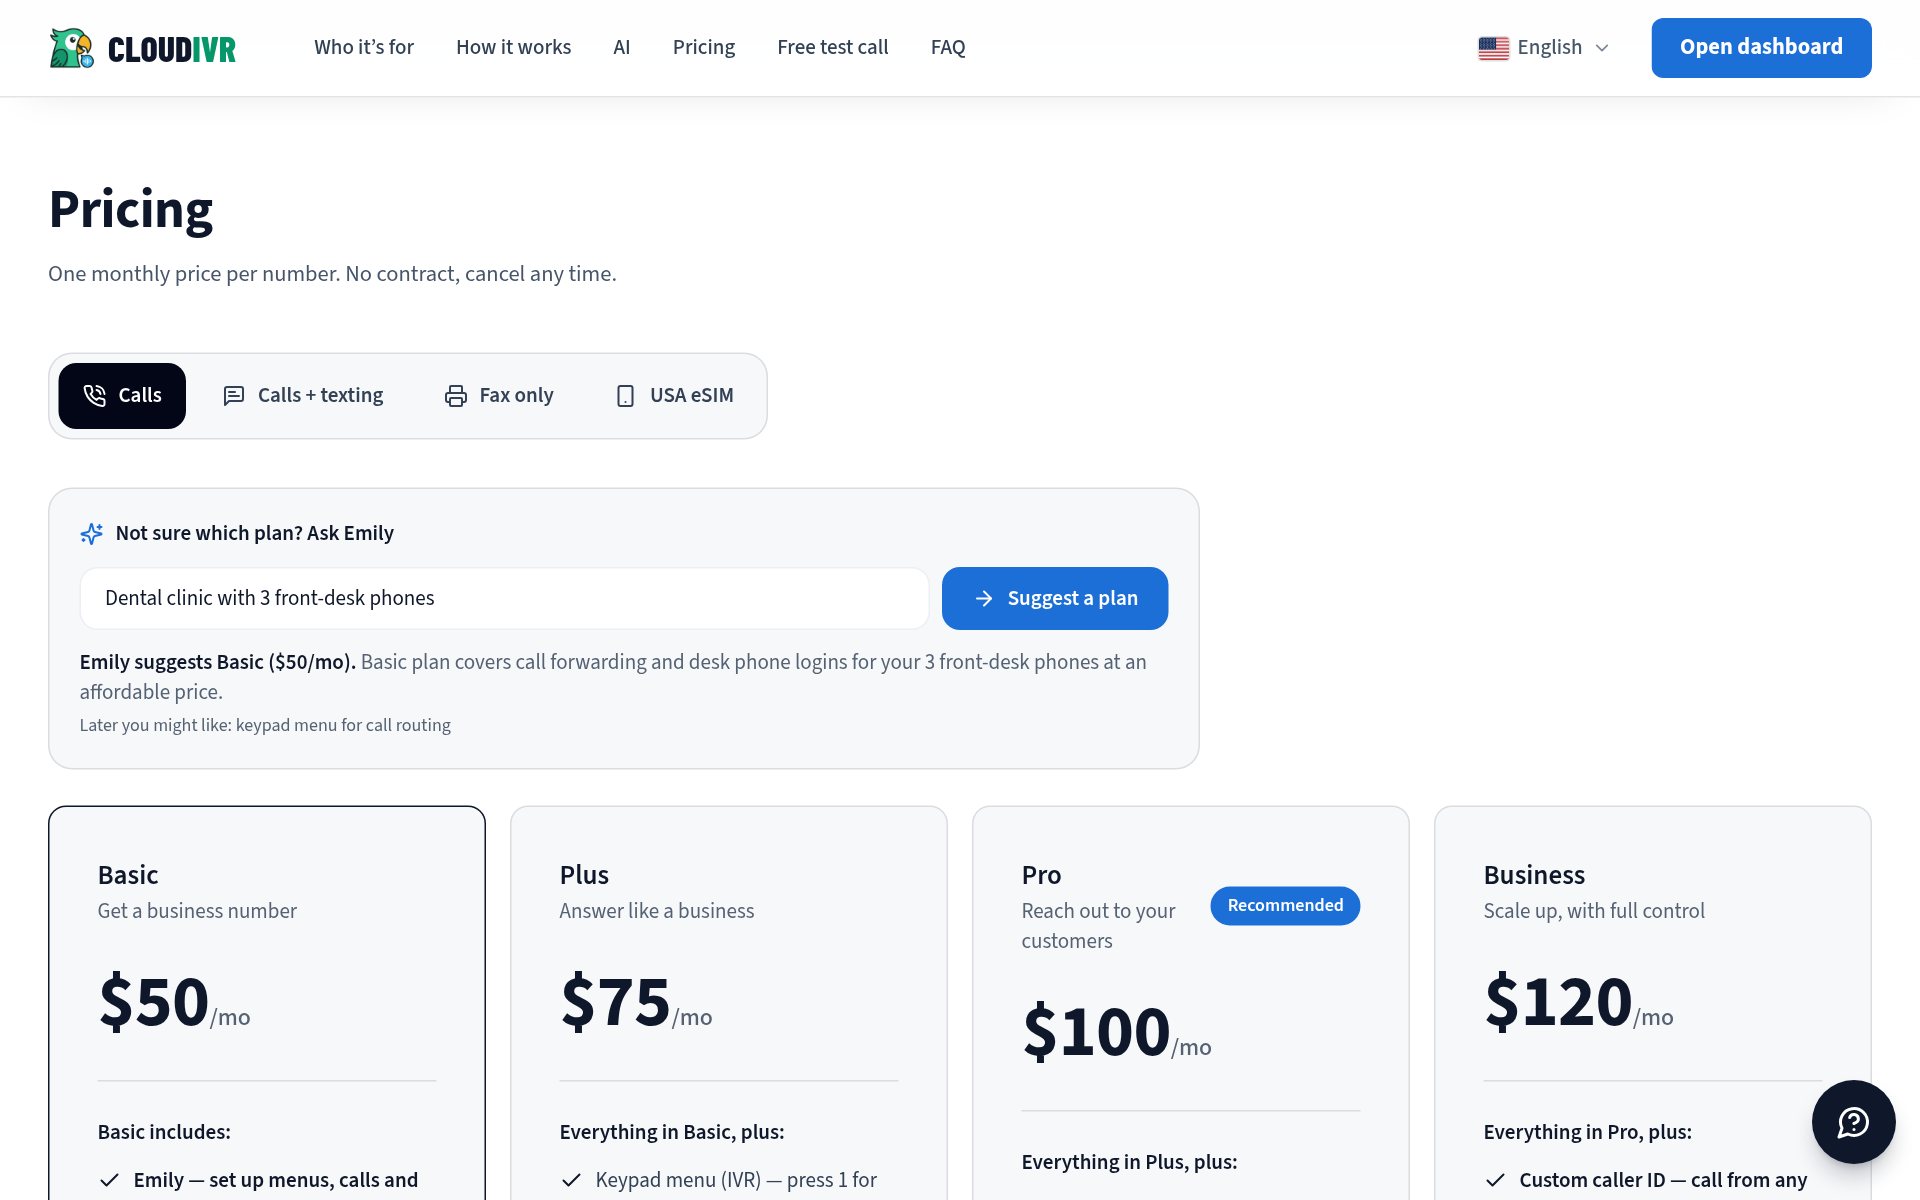 CLOUDIVR
Who it’s for
How it works
AI
Pricing
Free test call
FAQ
English
Open dashboard
Pricing
One monthly price per number. No contract, cancel any time.
Calls
Calls + texting
Fax only
USA eSIM
Not sure which plan? Ask Emily
Dental clinic with 3 front-desk phones
Suggest a plan
Emily suggests Basic ($50/mo). Basic plan covers call forwarding and desk phone logins for your 3 front-desk phones at an
affordable price.
Later you might like: keypad menu for call routing
Basic
Get a business number
$50/mo
Basic includes:
Emily — set up menus, calls and
Plus
Answer like a business
$75/mo
Everything in Basic, plus:
Keypad menu (IVR) — press 1 for
Pro
Reach out to your
customers
Recommended
$100/mo
Everything in Plus, plus:
Business
Scale up, with full control
$120/mo
Everything in Pro, plus:
Custom caller ID — call from any